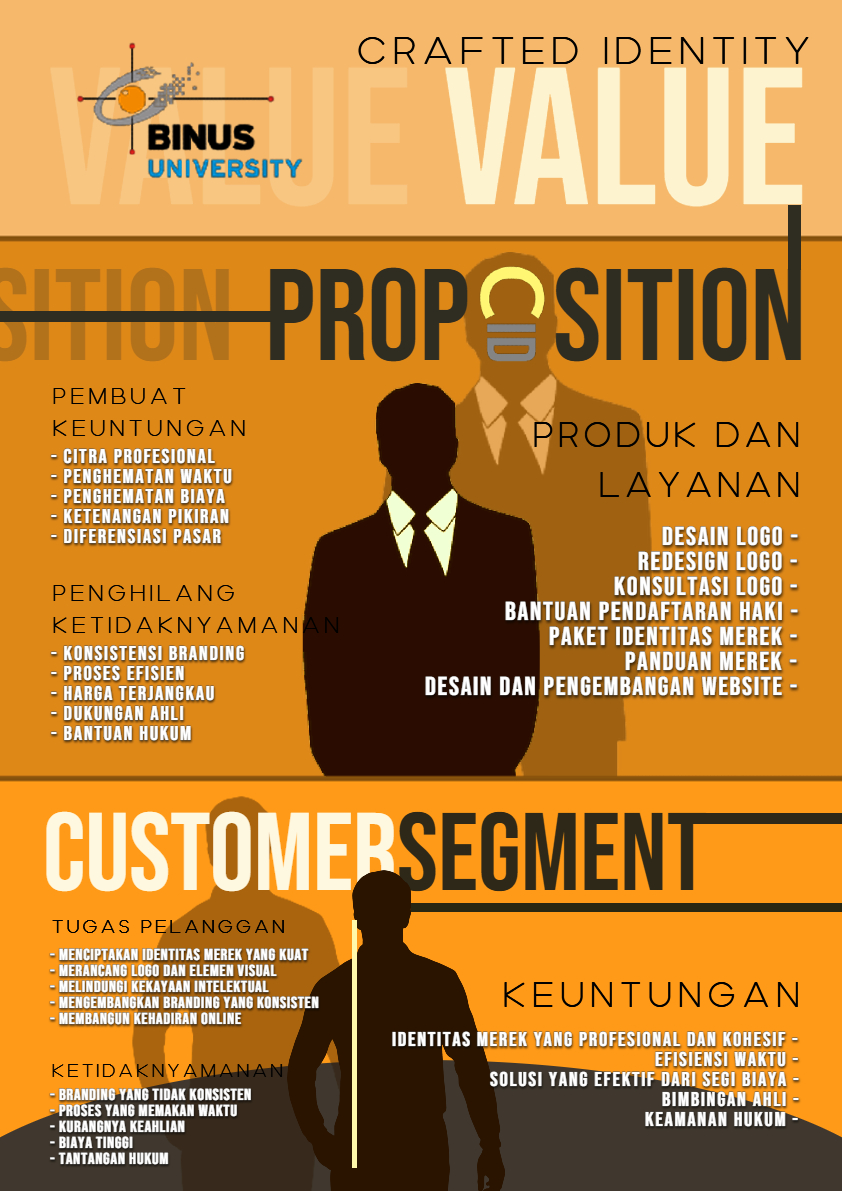 CRAFTED IDENTITY
VALUE VALUE
BINUS
UNIVERSITY
SITION PROPOSITION
PEMBUAT
KEUNTUNGAN
- CITRA PROFESIONAL
- PENGHEMATAN WAKTU
- PENGHEMATAN BIAYA
- KETENANGAN PIKIRAN
- DIFERENSIASI PASAR
PENGHILANG
KETIDAKNYAMANAN
- KONSISTENSI BRANDING
- PROSES EFISIEN
- HARGA TERJANGKAU
- DUKUNGAN AHLI
- BANTUAN HUKUM
PRODUK DAN
LAYANAN
DESAIN LOGO -
REDESIGN LOGO -
KONSULTASI LOGO -
BANTUAN PENDAFTARAN HAKI -
PAKET IDENTITAS MEREK -
PANDUAN MEREK -
DESAIN DAN PENGEMBANGAN WEBSITE -
CUSTOMER SEGMENT
TUGAS PELANGGAN
- MENCIPTAKAN IDENTITAS MEREK YANG KUAT
- MERANCANG LOGO DAN ELEMEN VISUAL
- MELINDUNGI KEKAYAAN INTELEKTUAL
- MENGEMBANGKAN BRANDING YANG KONSISTEN
- MEMBANGUN KEHADIRAN ONLINE
KETIDAKNYAMANAN
- BRANDING YANG TIDAK KONSISTEN
- PROSES YANG MEMAKAN WAKTU
- KURANGNYA KEAHLIAN
- BIAYA TINGGI
- TANTANGAN HUKUM
KEUNTUNGAN
IDENTITAS MEREK YANG PROFESIONAL DAN KOHESIF -
EFISIENSI WAKTU -
SOLUSI YANG EFEKTIF DARI SEGI BIAYA -
BIMBINGAN AHLI -
KEAMANAN HUKUM -